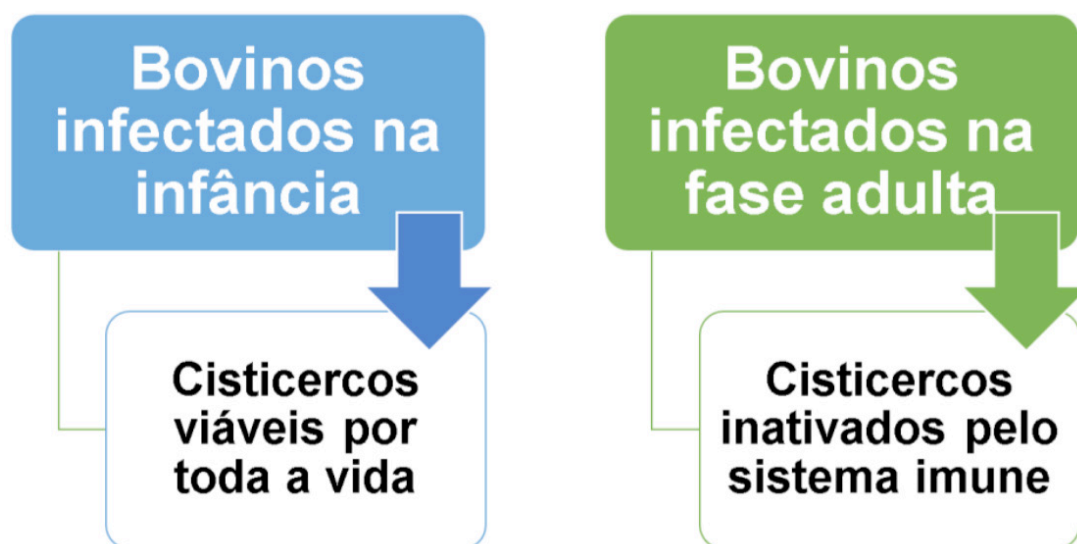 Bovinos
infectados na
infância
Cisticercos
viáveis por
toda a vida
Bovinos
infectados na
fase adulta
Cisticercos
inativados pelo
sistema imune